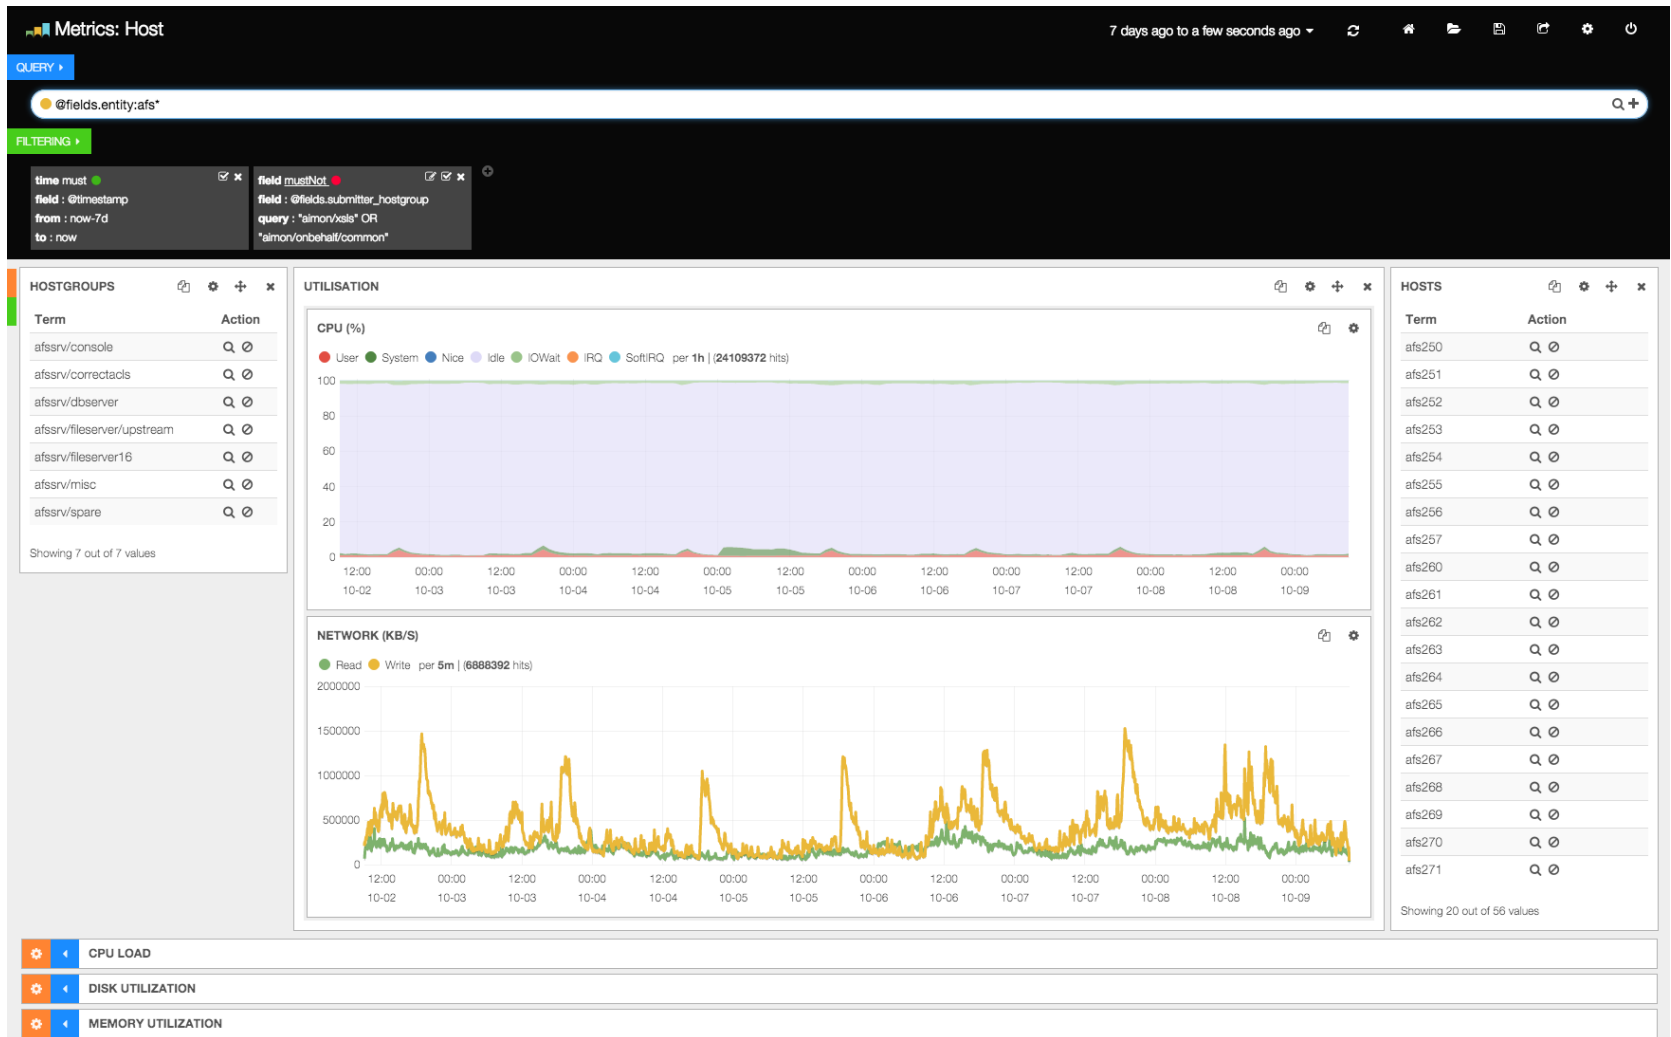 Metrics: Host
7 days ago to a few seconds ago
QUERY
@fields.entity:afs*
FILTERING
time must
field : @timestamp
from : now-7d
to : now
field mustNot
field : @fields.submitter_hostgroup
query : "aimon/xsls" OR
"aimon/onbehalf/common"
HOSTGROUPS
Term Action
afssrv/console
afssrv/correctacls
afssrv/dbserver
afssrv/fileserver/upstream
afssrv/fileserver16
afssrv/misc
afssrv/spare
Showing 7 out of 7 values
UTILISATION
CPU (%)
User System Nice Idle IOWait IRQ SoftIRQ per 1h | (24109372 hits)
100
80
60
40
20
0
12:00 00:00 12:00 00:00 12:00 00:00 12:00 00:00 12:00 00:00 12:00 00:00 12:00 00:00
10-02 10-03 10-03 10-04 10-04 10-05 10-05 10-06 10-06 10-07 10-07 10-08 10-08 10-09
NETWORK (KB/S)
Read Write per 5m | (6888392 hits)
2000000
1500000
1000000
500000
0
12:00 00:00 12:00 00:00 12:00 00:00 12:00 00:00 12:00 00:00 12:00 00:00 12:00 00:00
10-02 10-03 10-03 10-04 10-04 10-05 10-05 10-06 10-06 10-07 10-07 10-08 10-08 10-09
HOSTS
Term Action
afs250
afs251
afs252
afs253
afs254
afs255
afs256
afs257
afs260
afs261
afs262
afs263
afs264
afs265
afs266
afs267
afs268
afs269
afs270
afs271
Showing 20 out of 56 values
CPU LOAD
DISK UTILIZATION
MEMORY UTILIZATION